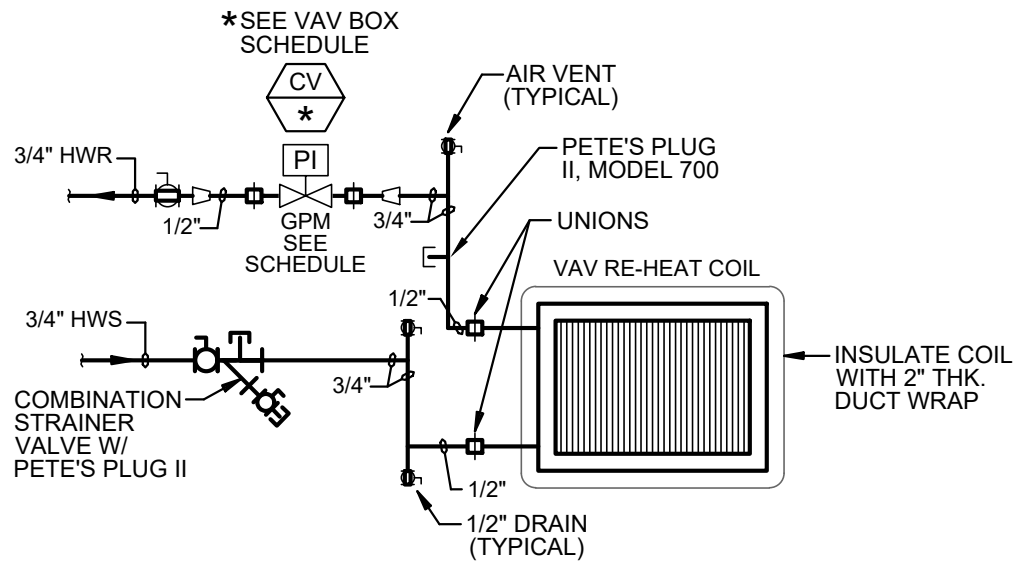 *SEE VAV BOX
SCHEDULE
CV
*
PI
AIR VENT
(TYPICAL)
PETE'S PLUG
II, MODEL 700
3/4" HWR
1/2"
GPM
SEE
SCHEDULE
3/4"
UNIONS
VAV RE-HEAT COIL
1/2"
3/4" HWS
3/4"
COMBINATION
STRAINER
VALVE W/
PETE'S PLUG II
INSULATE COIL
WITH 2" THK.
DUCT WRAP
1/2"
1/2" DRAIN
(TYPICAL)